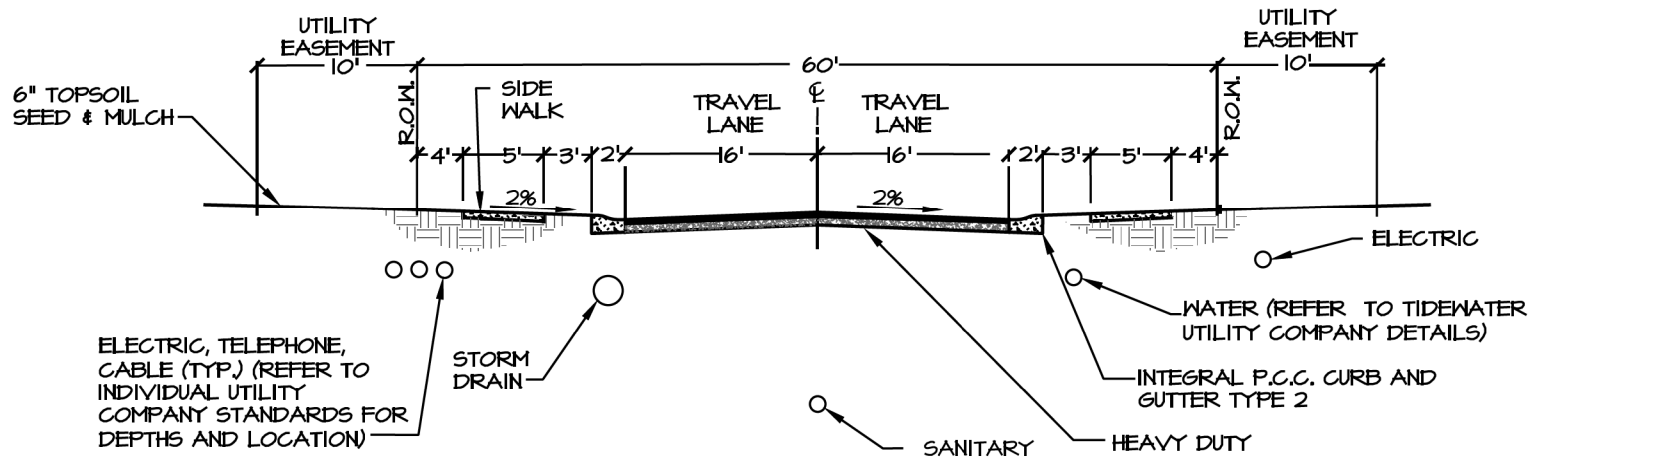 UTILITY
EASEMENT
10'
60'
UTILITY
EASEMENT
10'
6" TOPSOIL
SEED & MULCH
R.O.W.
SIDE
WALK
TRAVEL
LANE
℄
TRAVEL
LANE
R.O.W.
4' 5' 3' 2' 16' 16' 2' 3' 5' 4'
2%
2%
ELECTRIC
WATER (REFER TO TIDEWATER
UTILITY COMPANY DETAILS)
ELECTRIC, TELEPHONE,
CABLE (TYP.) (REFER TO
INDIVIDUAL UTILITY
COMPANY STANDARDS FOR
DEPTHS AND LOCATION)
STORM
DRAIN
INTEGRAL P.C.C. CURB AND
GUTTER TYPE 2
SANITARY
HEAVY DUTY